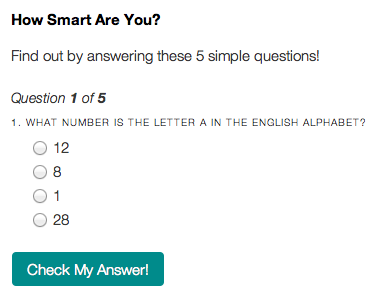 How Smart Are You?
Find out by answering these 5 simple questions!
Question 1 of 5
1. WHAT NUMBER IS THE LETTER A IN THE ENGLISH ALPHABET?
12
8
1
28
Check My Answer!